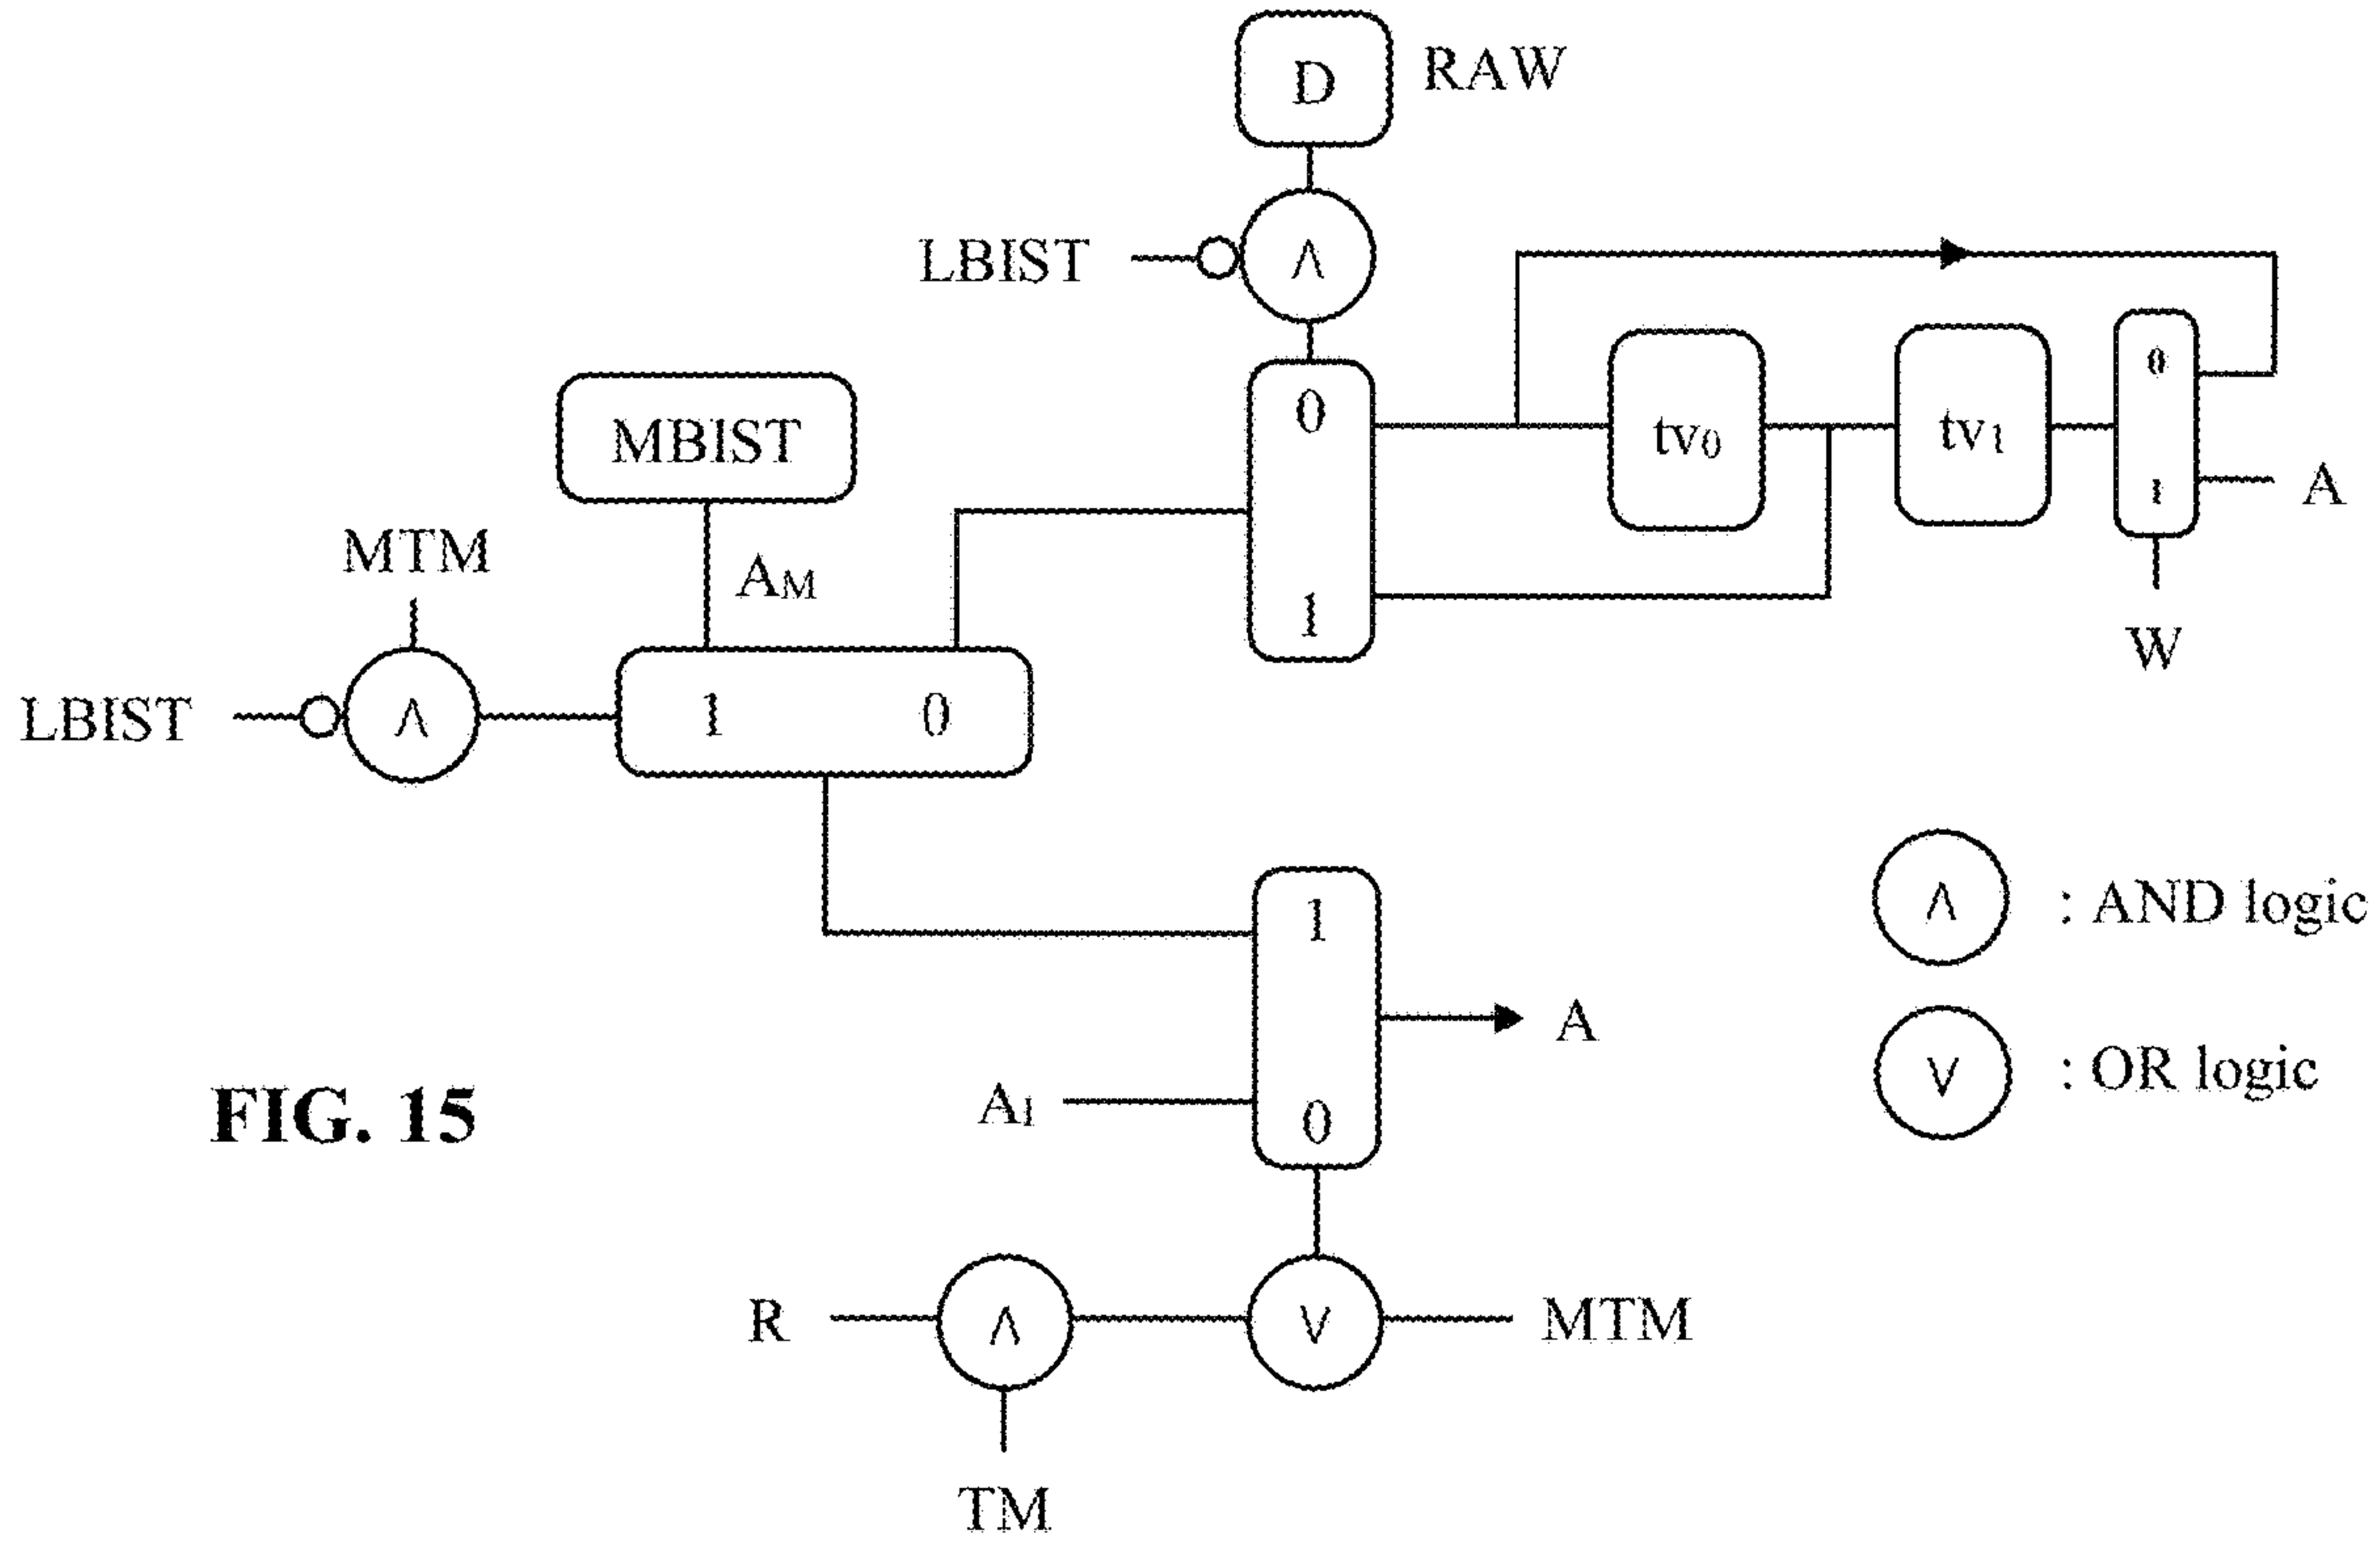 D RAW
LBIST ∧
0
1
tv0
tv1
0
1
A
W
MBIST
AM
MTM
LBIST ∧ 1 0
1
A
AI
0
FIG. 15
R ∧ ∨ MTM
TM
∧ : AND logic
∨ : OR logic